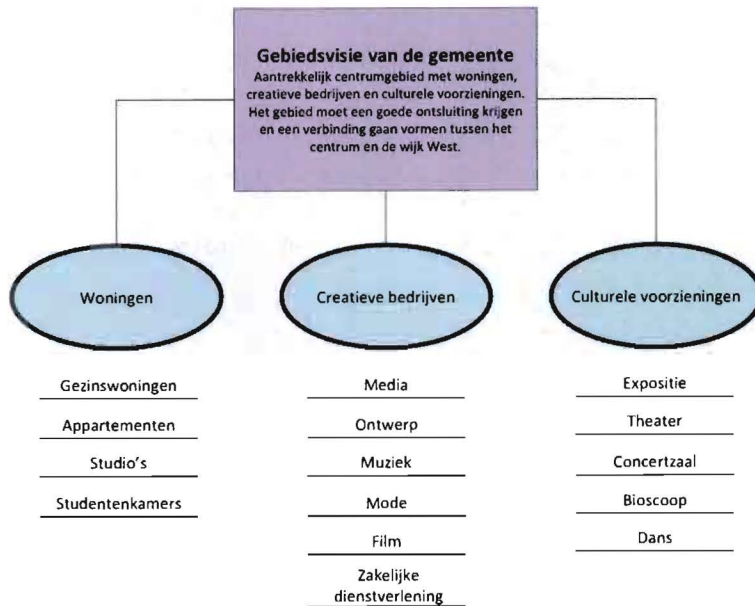 Gebiedsvisie van de gemeente
Aantrekkelijk centrumgebied met woningen,
creatieve bedrijven en culturele voorzieningen.
Het gebied moet een goede ontsluiting krijgen
en een verbinding gaan vormen tussen het
centrum en de wijk West.
Woningen
Gezinswoningen
Appartementen
Studio's
Studentenkamers
Creatieve bedrijven
Media
Ontwerp
Muziek
Mode
Film
Zakelijke
dienstverlening
Culturele voorzieningen
Expositie
Theater
Concertzaal
Bioscoop
Dans